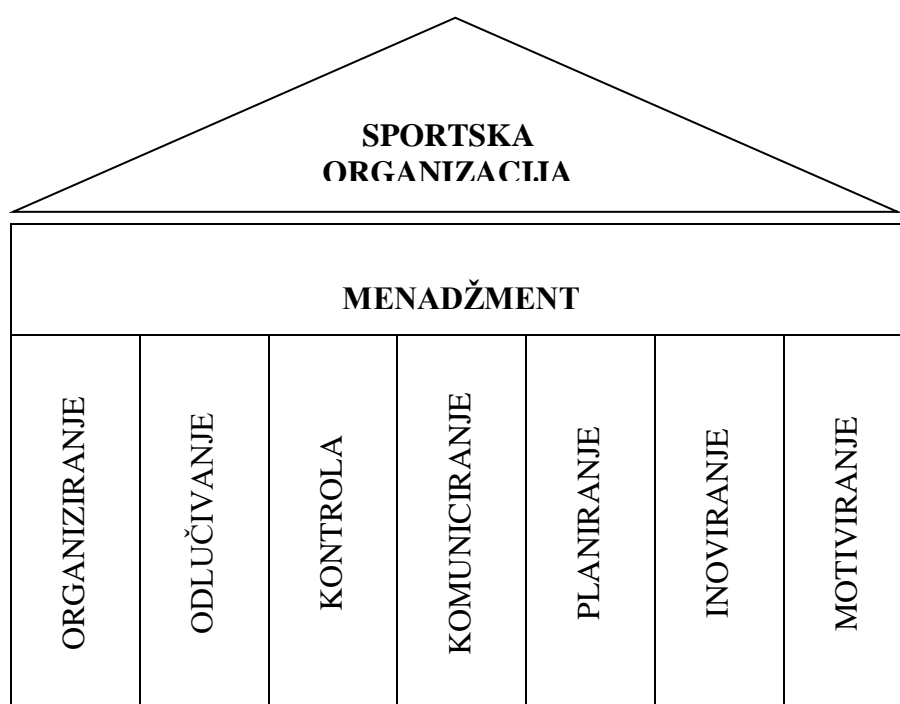 SPORTSKA
ORGANIZACIJA
MENADŽMENT
ORGANIZIRANJE
ODLUČIVANJE
KONTROLA
KOMUNICIRANJE
PLANIRANJE
INOVIRANJE
MOTIVIRANJE